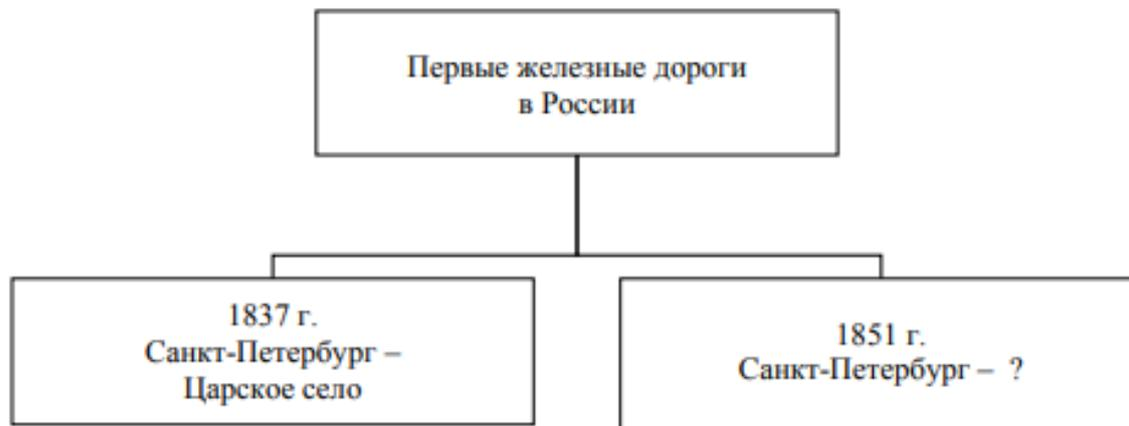 Первые железные дороги
в России
1837 г.
Санкт-Петербург –
Царское село
1851 г.
Санкт-Петербург – ?